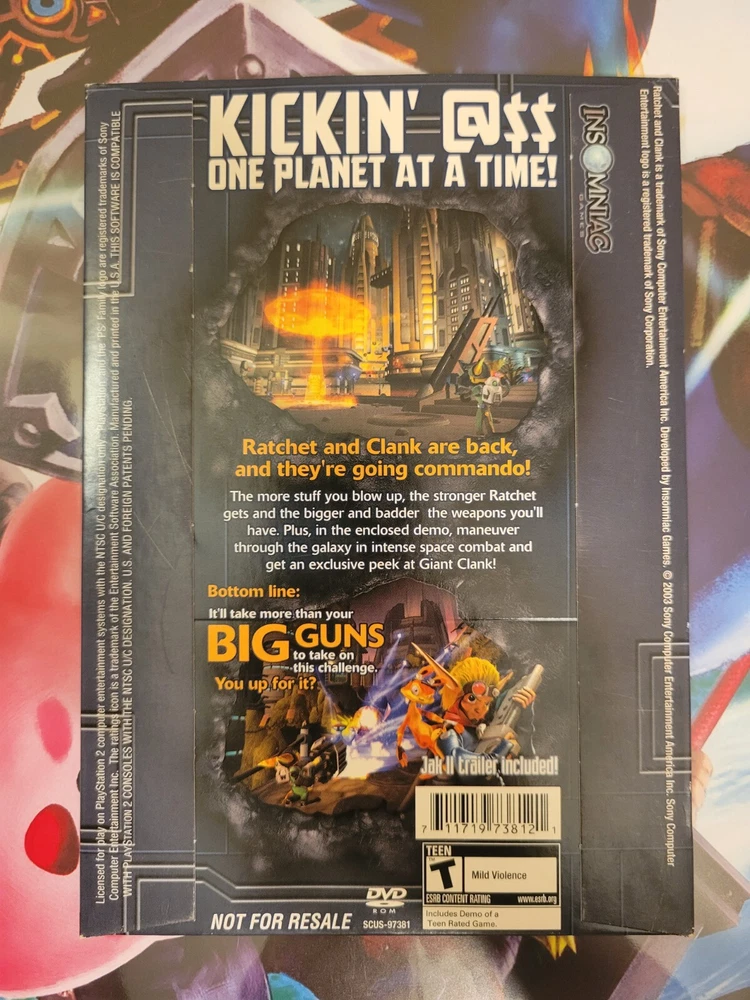 KICKIN' @$$
ONE PLANET AT A TIME!
Ratchet and Clank are back,
and they're going commando!
The more stuff you blow up, the stronger Ratchet
gets and the bigger and badder the weapons you'll
have. Plus, in the enclosed demo, maneuver
through the galaxy in intense space combat and
get an exclusive peek at Giant Clank!
Bottom line:
It'll take more than your
BIG GUNS
to take on
this challenge.
You up for it?
Jak II trailer included!
7 11719 73812 1
TEEN
T
Mild Violence
ESRB CONTENT RATING www.esrb.org
Includes Demo of a
Teen Rated Game.
DVD
ROM
NOT FOR RESALE SCUS-97381
INSOMNIAC
GAMES
Ratchet and Clank is a trademark of Sony Computer Entertainment America Inc. Developed by Insomniac Games. © 2003 Sony Computer Entertainment America Inc. Sony Computer
Entertainment logo is a registered trademark of Sony Corporation.
Licensed for play on PlayStation 2 computer entertainment systems with the NTSC U/C designation only. PlayStation and the "PS" Family logo are registered trademarks of Sony
Computer Entertainment Inc. The ratings icon is a trademark of the Entertainment Software Association. Manufactured and printed in the U.S.A. THIS SOFTWARE IS COMPATIBLE
WITH PLAYSTATION 2 CONSOLES WITH THE NTSC U/C DESIGNATION. U.S. AND FOREIGN PATENTS PENDING.